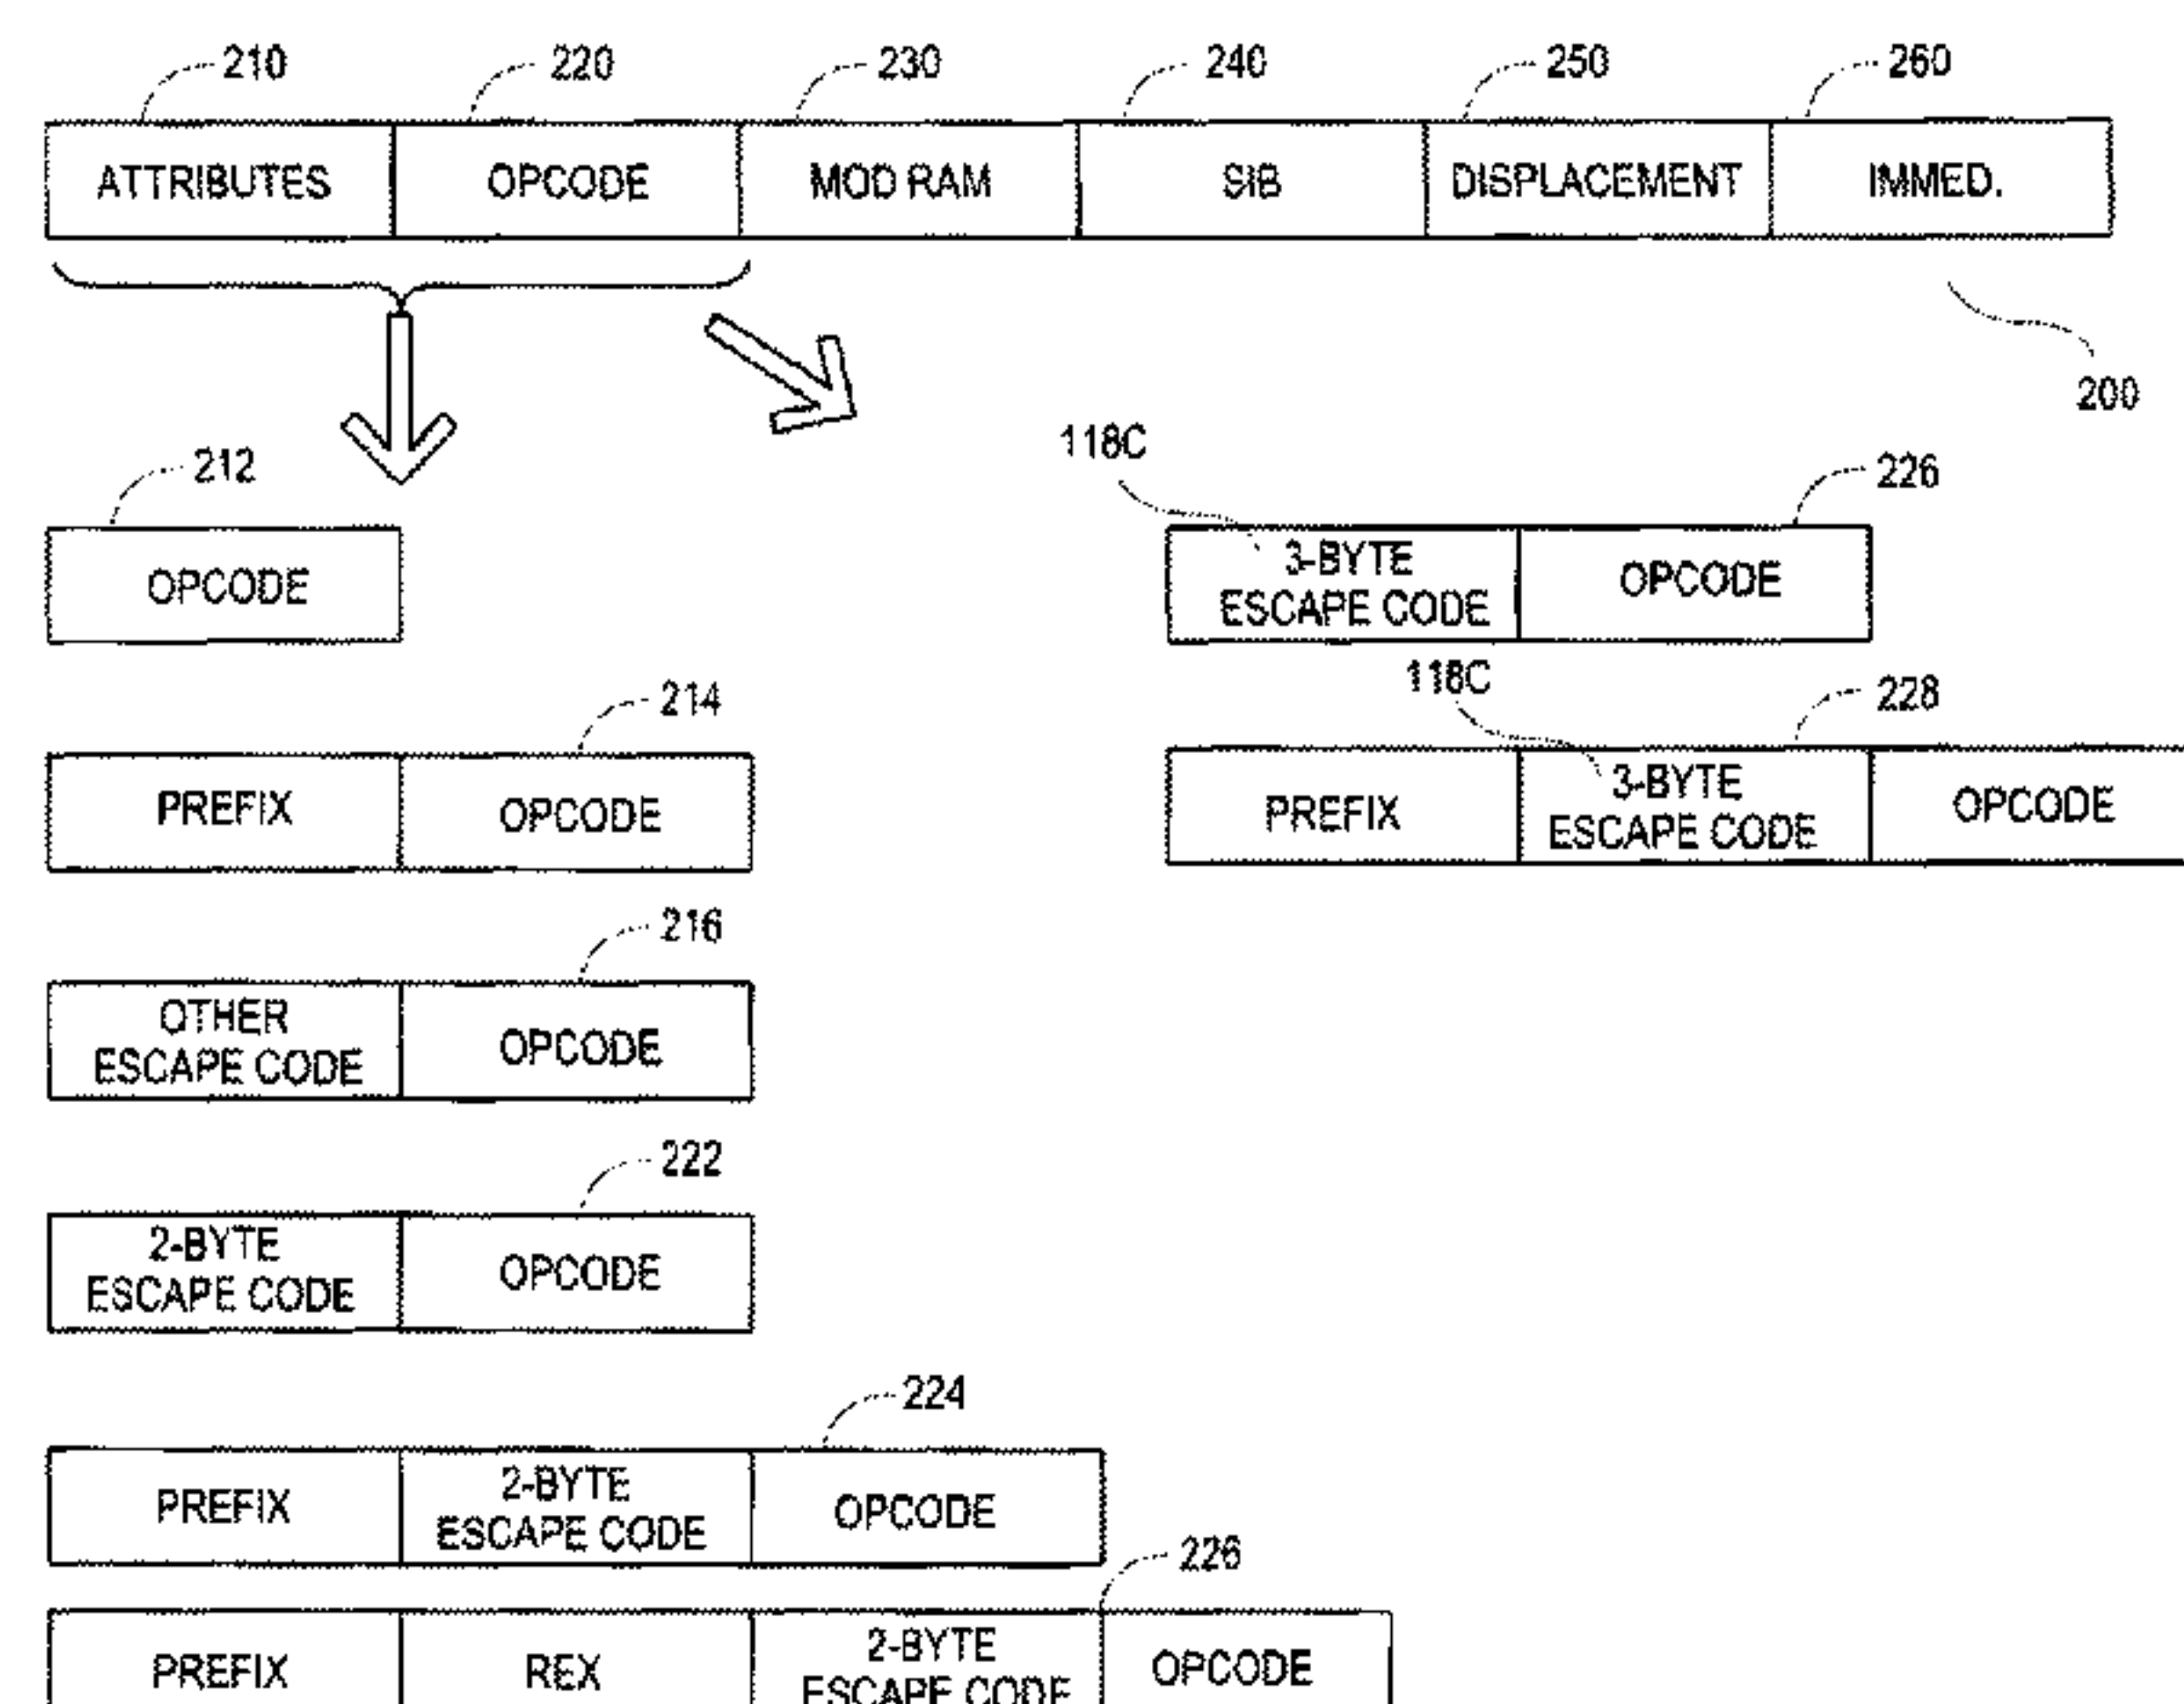 210 220 230 240 250 260
ATTRIBUTES OPCODE MOD RAM SIB DISPLACEMENT IMMED.
200
212
OPCODE
118C 226
3-BYTE
ESCAPE CODE OPCODE
214
PREFIX OPCODE
118C 228
PREFIX 3-BYTE
ESCAPE CODE OPCODE
216
OTHER
ESCAPE CODE OPCODE
222
2-BYTE
ESCAPE CODE OPCODE
224
PREFIX 2-BYTE
ESCAPE CODE OPCODE
226
PREFIX REX 2-BYTE
ESCAPE CODE OPCODE